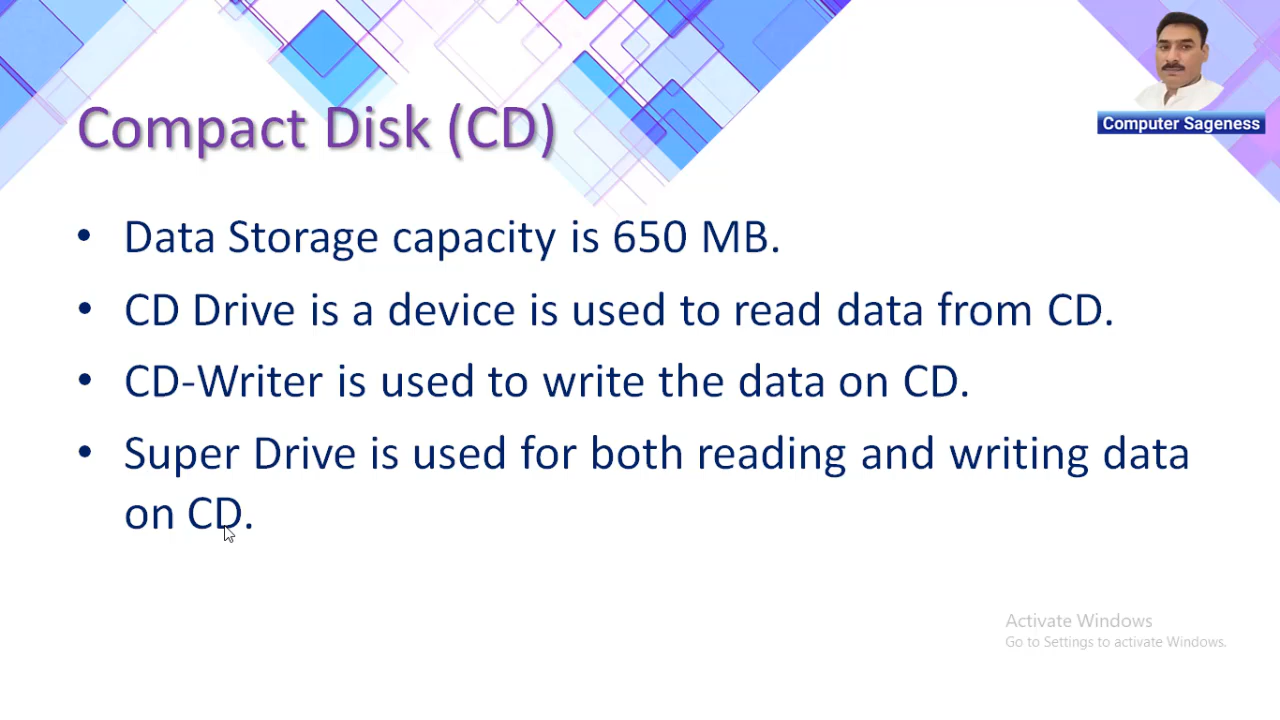 Computer Sageness
Compact Disk (CD)
• Data Storage capacity is 650 MB.
• CD Drive is a device is used to read data from CD.
• CD-Writer is used to write the data on CD.
• Super Drive is used for both reading and writing data
on CD.
Activate Windows
Go to Settings to activate Windows.